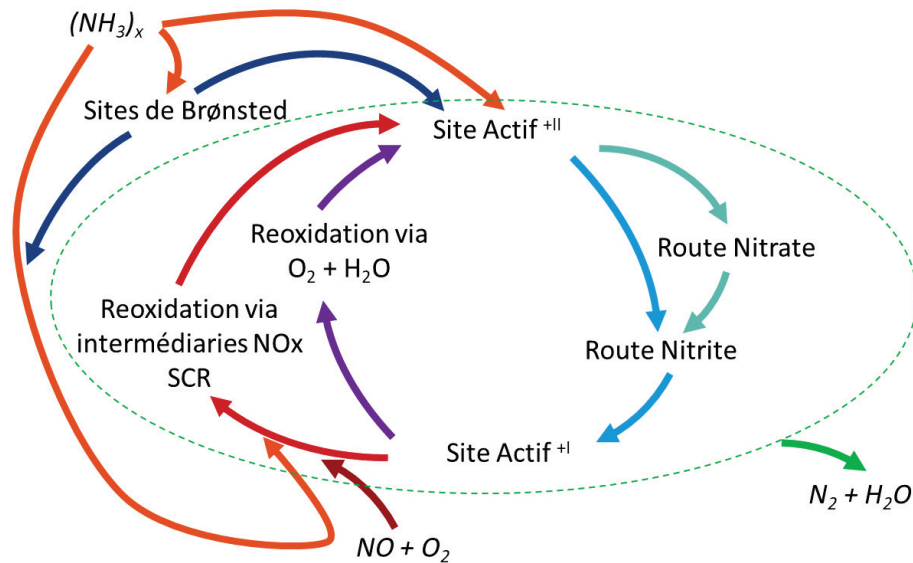 (NH3)x
Sites de Brønsted
Site Actif +II
Reoxidation via
O2 + H2O
Route Nitrate
Reoxidation via
intermédiaries NOx
SCR
Route Nitrite
Site Actif +I
N2 + H2O
NO + O2